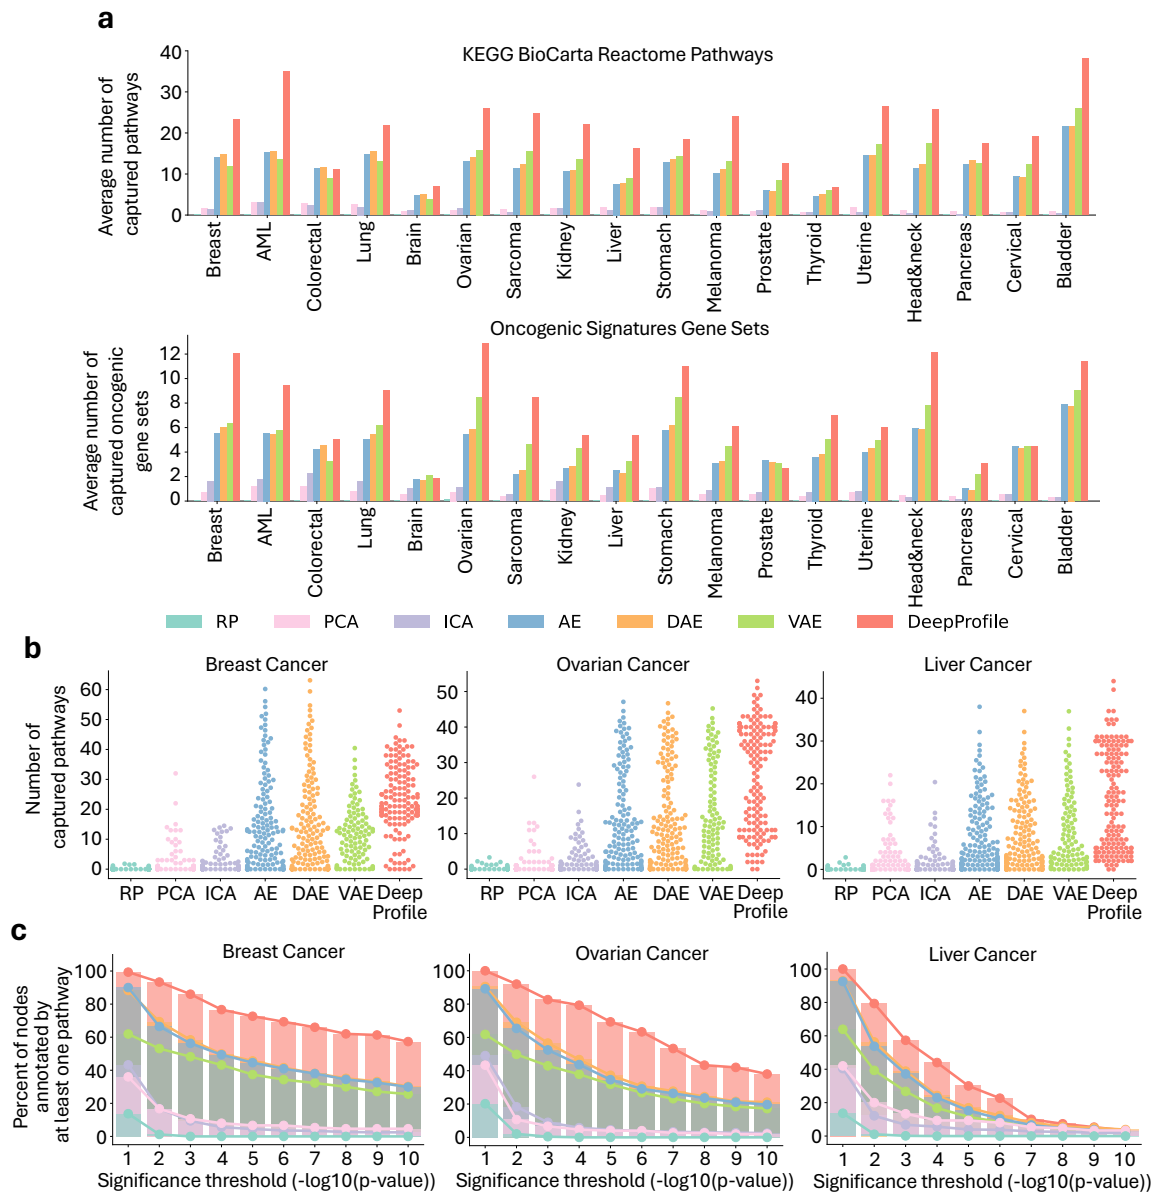 a
KEGG BioCarta Reactome Pathways
Average number of
captured pathways
40
30
20
10
0
Breast
AML
Colorectal
Lung
Brain
Ovarian
Sarcoma
Kidney
Liver
Stomach
Melanoma
Prostate
Thyroid
Uterine
Head&neck
Pancreas
Cervical
Bladder
Oncogenic Signatures Gene Sets
Average number of
captured oncogenic
gene sets
12
10
8
6
4
2
0
Breast
AML
Colorectal
Lung
Brain
Ovarian
Sarcoma
Kidney
Liver
Stomach
Melanoma
Prostate
Thyroid
Uterine
Head&neck
Pancreas
Cervical
Bladder
RP PCA ICA AE DAE VAE DeepProfile
b
Breast Cancer
Number of
captured pathways
60
50
40
30
20
10
0
RP PCA ICA AE DAE VAE Deep
Profile
Ovarian Cancer
50
40
30
20
10
0
RP PCA ICA AE DAE VAE Deep
Profile
Liver Cancer
40
30
20
10
0
RP PCA ICA AE DAE VAE Deep
Profile
c
Breast Cancer
Percent of nodes
annotated by
at least one pathway
100
80
60
40
20
0
1 2 3 4 5 6 7 8 9 10
Significance threshold (-log10(p-value))
Ovarian Cancer
100
80
60
40
20
0
1 2 3 4 5 6 7 8 9 10
Significance threshold (-log10(p-value))
Liver Cancer
100
80
60
40
20
0
1 2 3 4 5 6 7 8 9 10
Significance threshold (-log10(p-value))